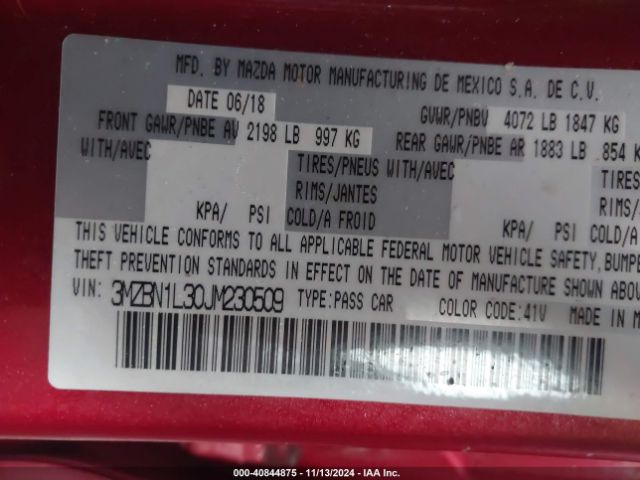 MFD. BY MAZDA MOTOR MANUFACTURING DE MEXICO S.A. DE C.V.
DATE 06/18 GVWR/PNBV 4072 LB 1847 KG
FRONT GAWR/PNBE AV 2198 LB 997 KG REAR GAWR/PNBE AR 1883 LB 854 K
WITH/AVEC TIRES/PNEUS WITH/AVEC TIRES
RIMS/JANTES RIMS/
KPA/ PSI COLD/A FROID KPA/ PSI COLD/A
THIS VEHICLE CONFORMS TO ALL APPLICABLE FEDERAL MOTOR VEHICLE SAFETY, BUMPE
THEFT PREVENTION STANDARDS IN EFFECT ON THE DATE OF MANUFACTURE SHOWN AB
VIN: 3MZBN1L30JM230509 TYPE:PASS CAR COLOR CODE:41V MADE IN M
000-40844875 | 11/13/2024 | IAA Inc.